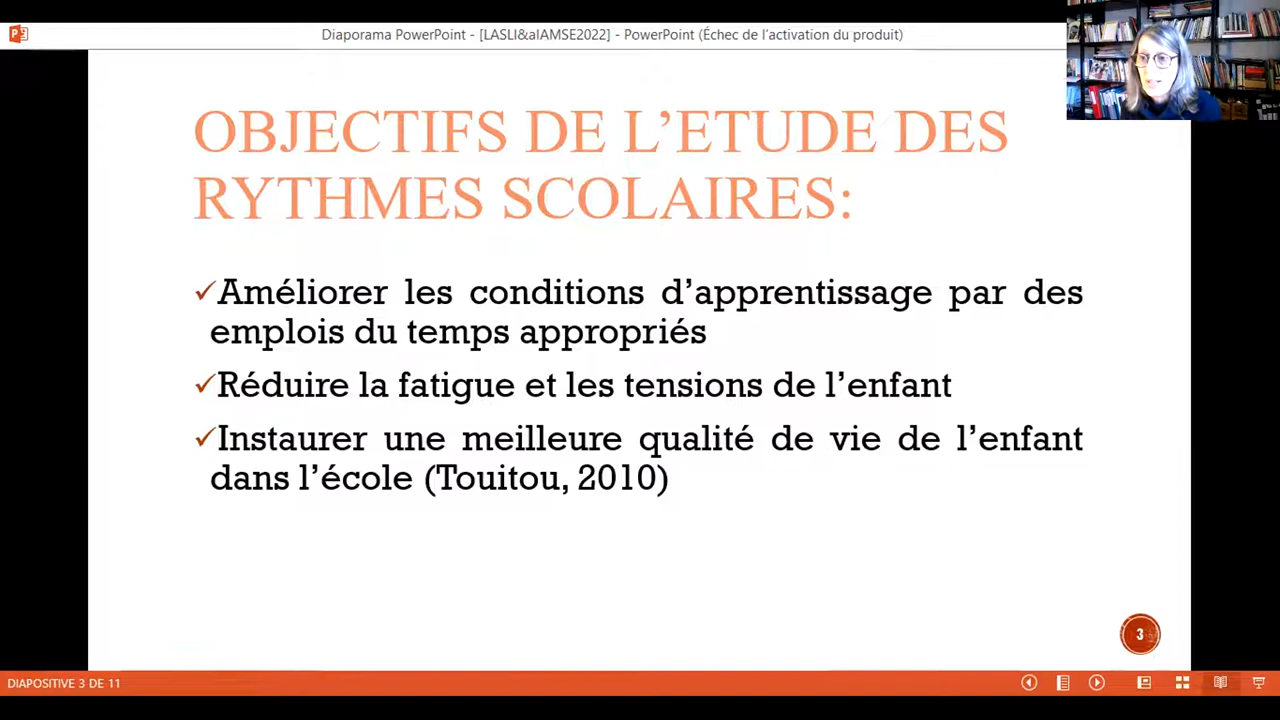 Diaporama PowerPoint - [LASLI&alAMSE2022] - PowerPoint (Échec de l'activation du produit)
OBJECTIFS DE L’ETUDE DES
RYTHMES SCOLAIRES:
✓Améliorer les conditions d’apprentissage par des
emplois du temps appropriés
✓Réduire la fatigue et les tensions de l’enfant
✓Instaurer une meilleure qualité de vie de l’enfant
dans l’école (Touitou, 2010)
3
DIAPOSITIVE 3 DE 11